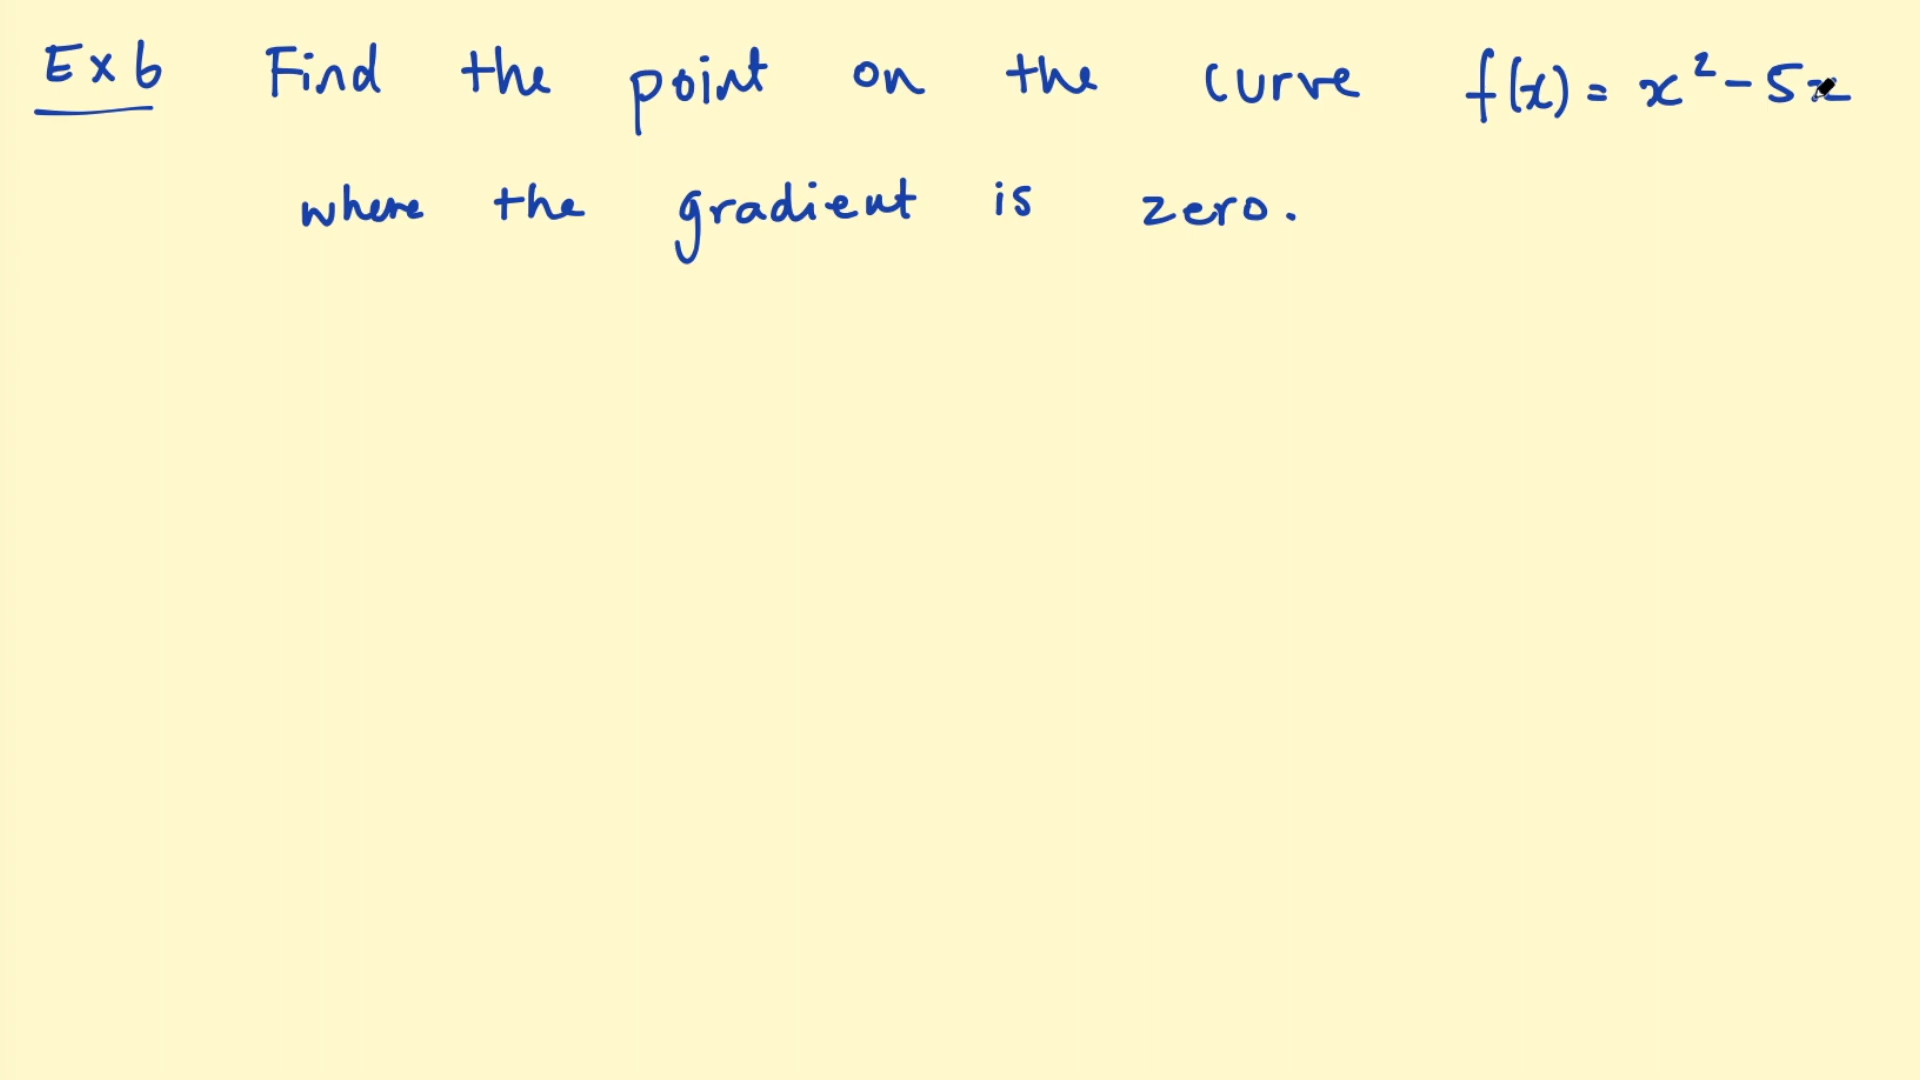 Ex 6 Find the point on the curve f(x) = x² - 5x
where the gradient is zero.